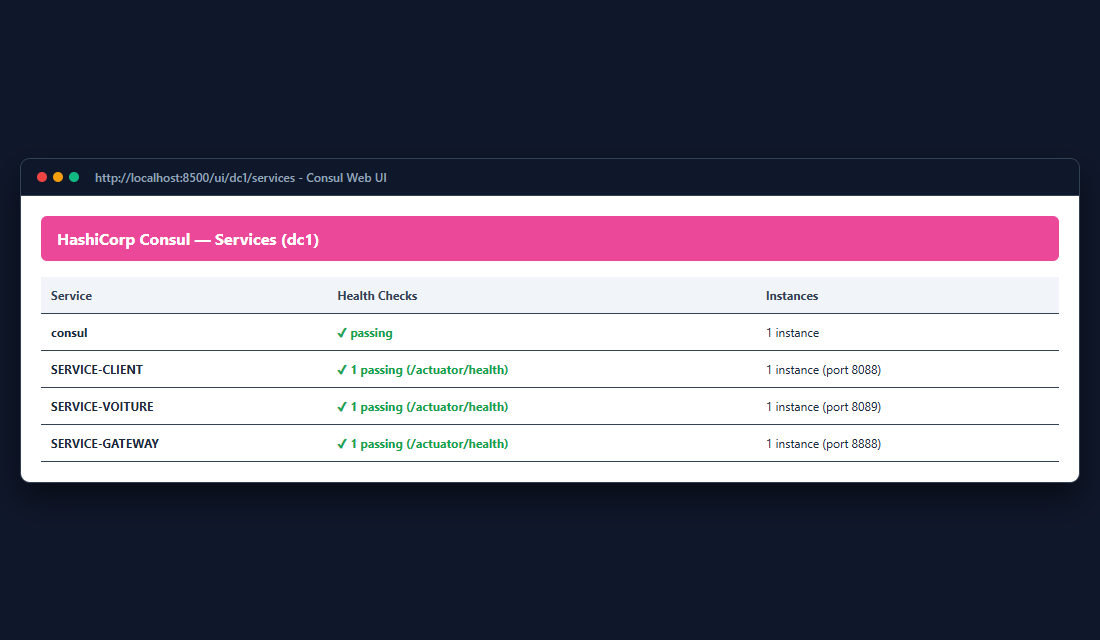 http://localhost:8500/ui/dc1/services - Consul Web UI
HashiCorp Consul — Services (dc1)
Service Health Checks Instances
consul ✔ passing 1 instance
SERVICE-CLIENT ✔ 1 passing (/actuator/health) 1 instance (port 8088)
SERVICE-VOITURE ✔ 1 passing (/actuator/health) 1 instance (port 8089)
SERVICE-GATEWAY ✔ 1 passing (/actuator/health) 1 instance (port 8888)